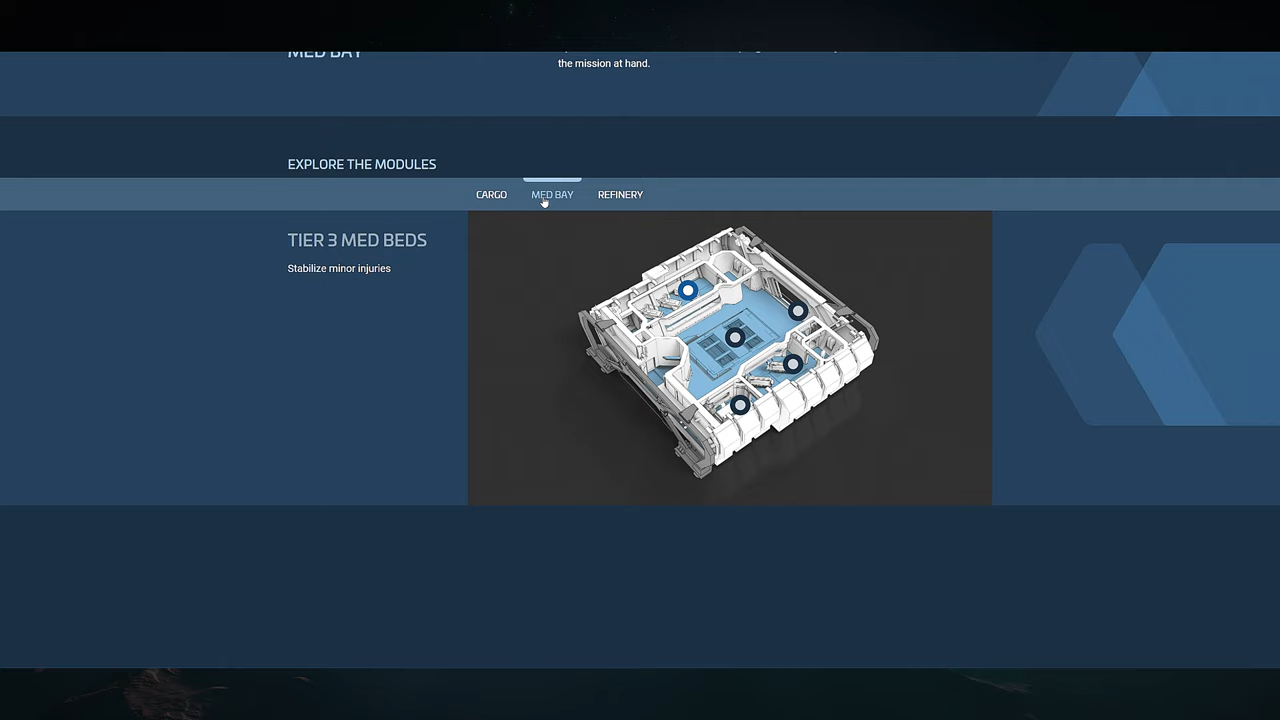 MED BAY
the mission at hand.
EXPLORE THE MODULES
CARGO MED BAY REFINERY
TIER 3 MED BEDS
Stabilize minor injuries